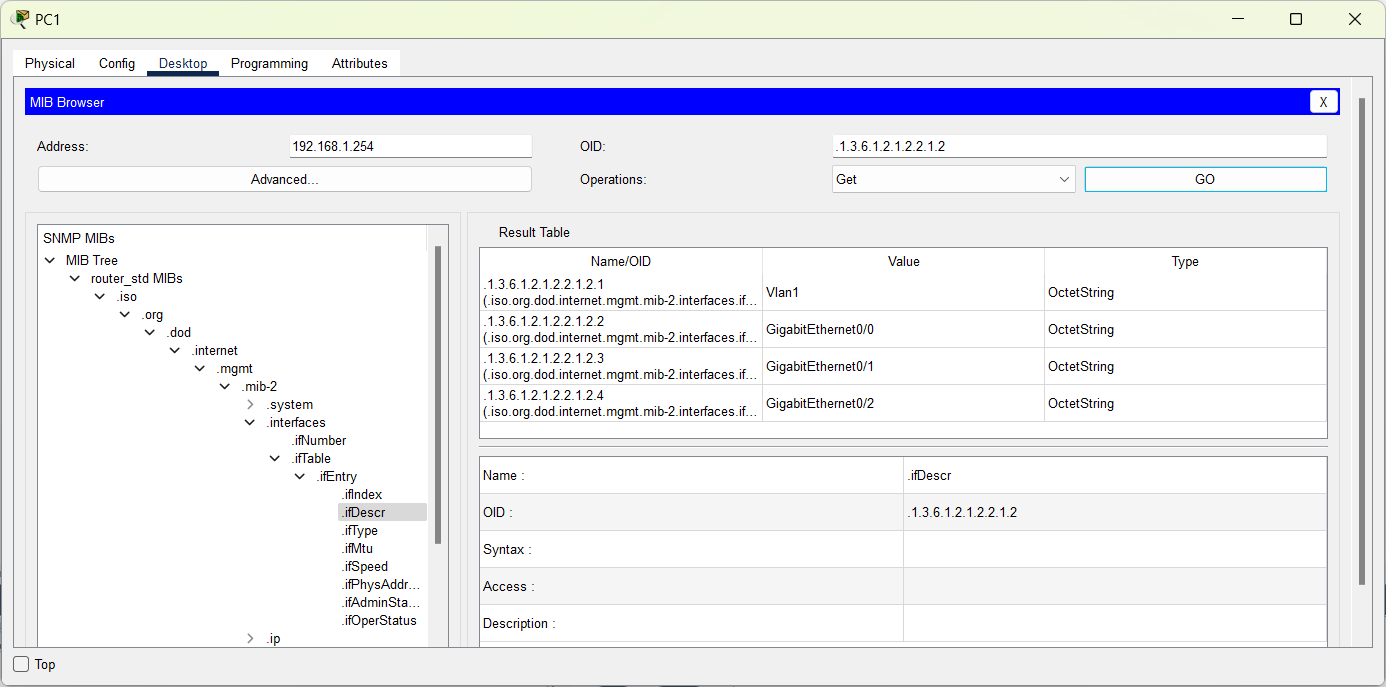 PC1
Physical Config Desktop Programming Attributes
MIB Browser X
Address: 192.168.1.254 OID: .1.3.6.1.2.1.2.2.1.2
Advanced... Operations: Get GO
SNMP MIBs
MIB Tree
router_std MIBs
.iso
.org
.dod
.internet
.mgmt
.mib-2
.system
.interfaces
.ifNumber
.ifTable
.ifEntry
.ifIndex
.ifDescr
.ifType
.ifMtu
.ifSpeed
.ifPhysAddr...
.ifAdminSta...
.ifOperStatus
.ip
Result Table
Name/OID Value Type
.1.3.6.1.2.1.2.2.1.2.1
(.iso.org.dod.internet.mgmt.mib-2.interfaces.if... Vlan1 OctetString
.1.3.6.1.2.1.2.2.1.2.2
(.iso.org.dod.internet.mgmt.mib-2.interfaces.if... GigabitEthernet0/0 OctetString
.1.3.6.1.2.1.2.2.1.2.3
(.iso.org.dod.internet.mgmt.mib-2.interfaces.if... GigabitEthernet0/1 OctetString
.1.3.6.1.2.1.2.2.1.2.4
(.iso.org.dod.internet.mgmt.mib-2.interfaces.if... GigabitEthernet0/2 OctetString
Name : .ifDescr
OID : .1.3.6.1.2.1.2.2.1.2
Syntax :
Access :
Description :
Top